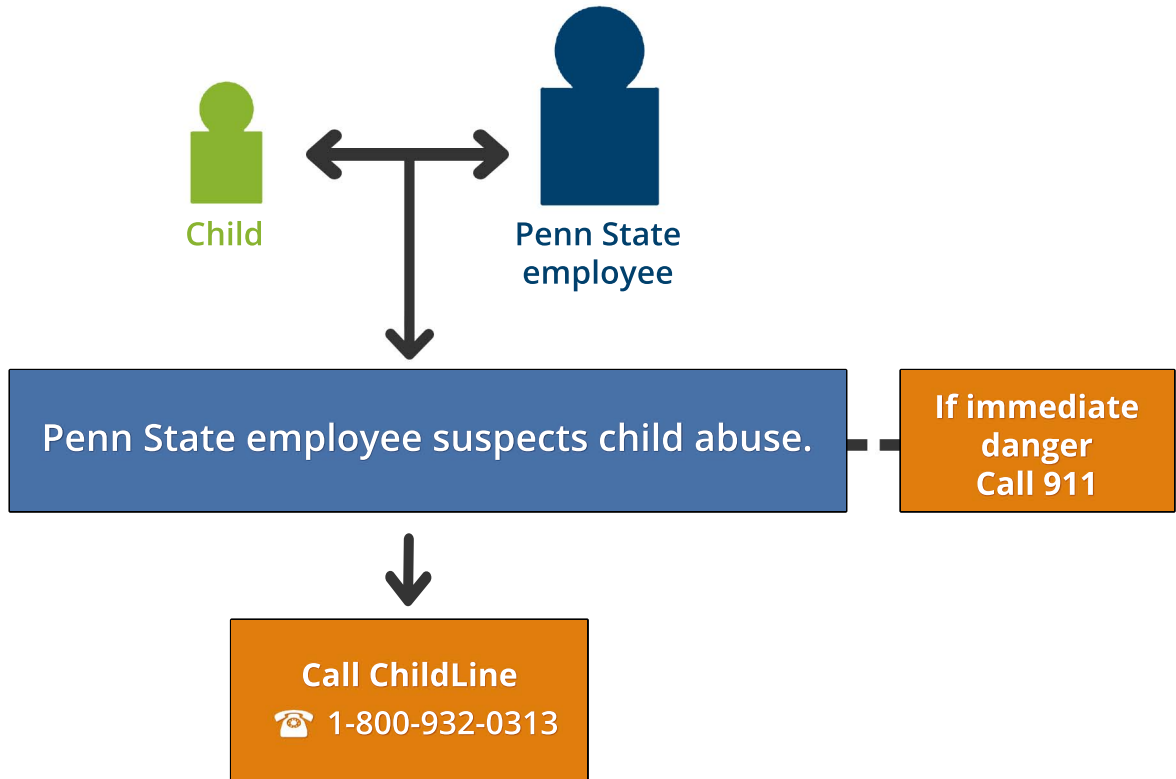 Child
Penn State
employee
Penn State employee suspects child abuse.
If immediate
danger
Call 911
Call ChildLine
☎ 1-800-932-0313